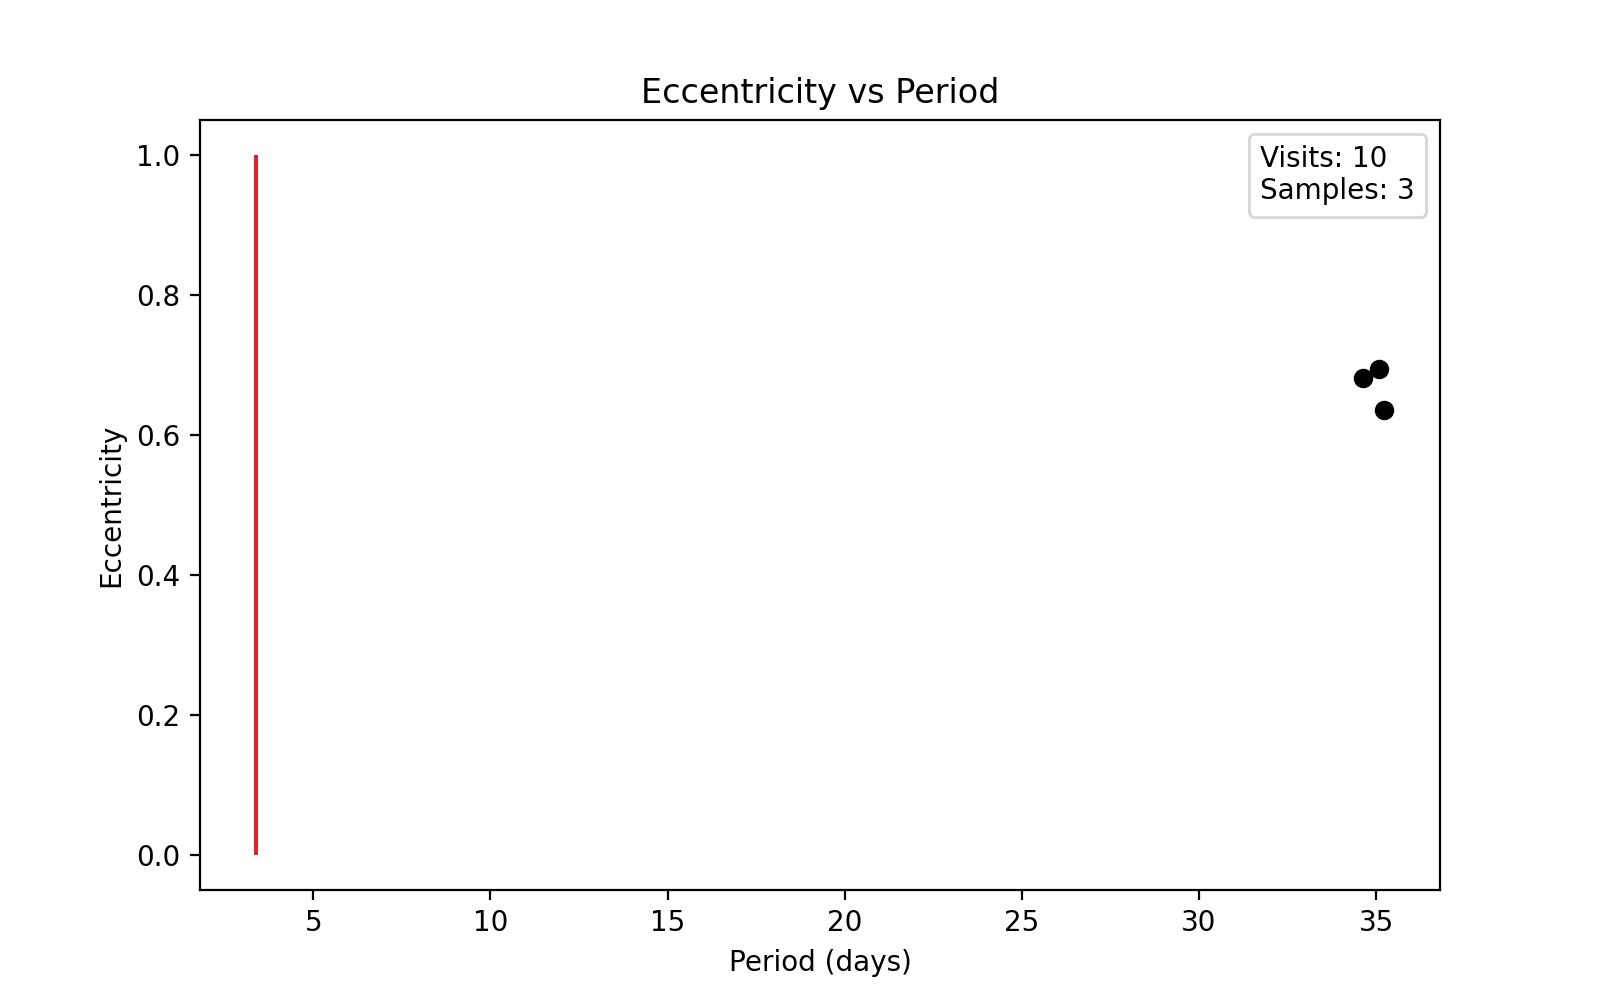 Eccentricity vs Period
Visits: 10
Samples: 3
1.0
0.8
0.6
0.4
0.2
0.0
Eccentricity
5 10 15 20 25 30 35
Period (days)